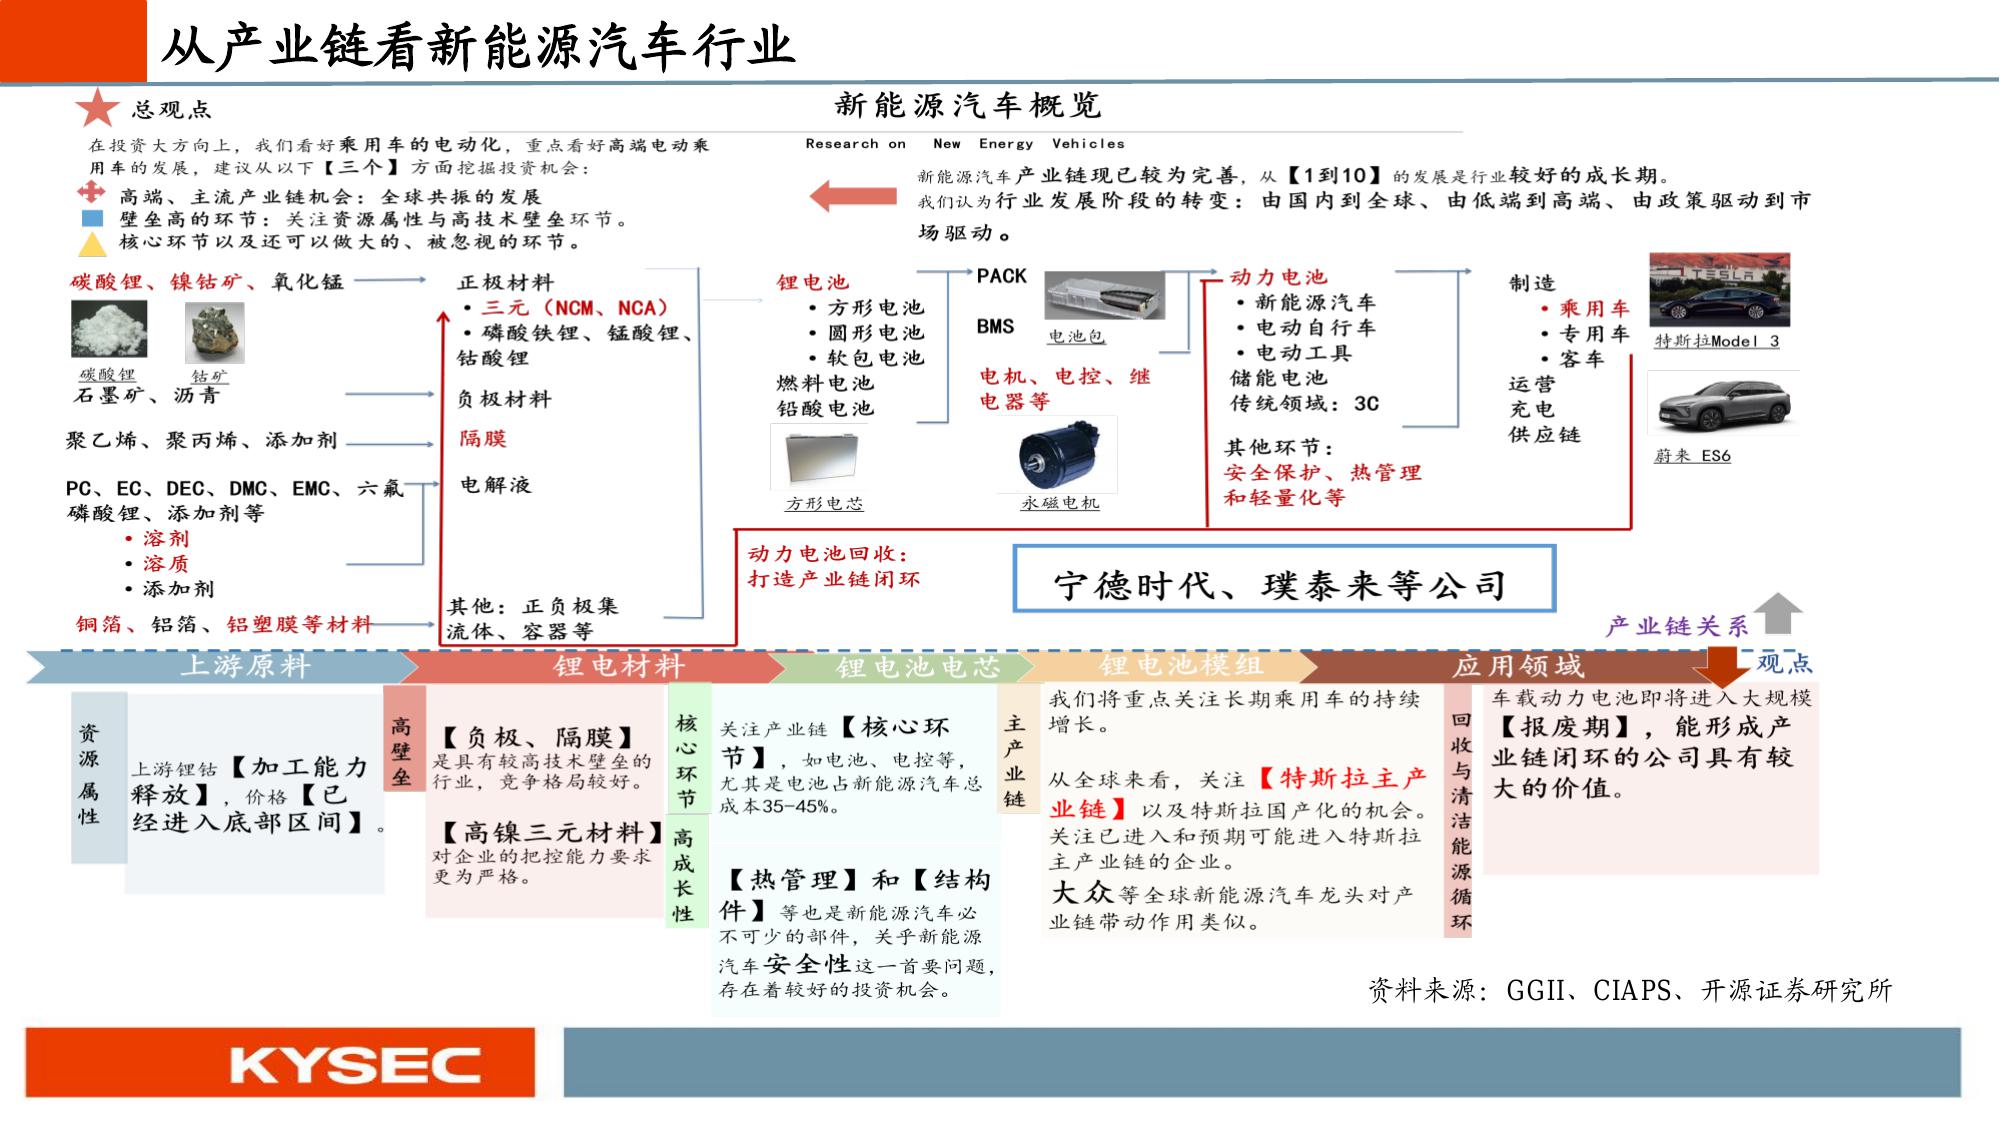 从产业链看新能源汽车行业
总观点
在投资大方向上，我们看好乘用车的电动化，重点看好高端电动乘
用车的发展，建议从以下【三个】方面挖掘投资机会：
高端、主流产业链机会：全球共振的发展
壁垒高的环节：关注资源属性与高技术壁垒环节。
核心环节以及还可以做大的、被忽视的环节。
新能源汽车概览
Research on New Energy Vehicles
新能源汽车产业链现已较为完善，从【1到10】的发展是行业较好的成长期。
我们认为行业发展阶段的转变：由国内到全球、由低端到高端、由政策驱动到市
场驱动。
碳酸锂、镍钴矿、氧化锰
碳酸锂
钴矿
石墨矿、沥青
聚乙烯、聚丙烯、添加剂
PC、EC、DEC、DMC、EMC、六氟
磷酸锂、添加剂等
• 溶剂
• 溶质
• 添加剂
铜箔、铝箔、铝塑膜等材料
正极材料
• 三元（NCM、NCA）
• 磷酸铁锂、锰酸锂、
钴酸锂
负极材料
隔膜
电解液
其他：正负极集
流体、容器等
锂电池
• 方形电池
• 圆形电池
• 软包电池
燃料电池
铅酸电池
方形电芯
PACK
BMS
电池包
电机、电控、继
电器等
永磁电机
动力电池
• 新能源汽车
• 电动自行车
• 电动工具
储能电池
传统领域：3C
其他环节：
安全保护、热管理
和轻量化等
制造
• 乘用车
• 专用车
• 客车
运营
充电
供应链
TESLA
特斯拉Model 3
蔚来 ES6
动力电池回收：
打造产业链闭环
宁德时代、璞泰来等公司
产业链关系
观点
上游原料
锂电材料
锂电池电芯
锂电池模组
应用领域
资源属性
上游锂钴【加工能力
释放】，价格【已
经进入底部区间】。
高壁垒
【负极、隔膜】
是具有较高技术壁垒的
行业，竞争格局较好。
【高镍三元材料】
对企业的把控能力要求
更为严格。
核心环节
关注产业链【核心环
节】，如电池、电控等，
尤其是电池占新能源汽车总
成本35-45%。
高成长性
【热管理】和【结构
件】等也是新能源汽车必
不可少的部件，关乎新能源
汽车安全性这一首要问题，
存在着较好的投资机会。
主产业链
我们将重点关注长期乘用车的持续
增长。
从全球来看，关注【特斯拉主产
业链】以及特斯拉国产化的机会。
关注已进入和预期可能进入特斯拉
主产业链的企业。
大众等全球新能源汽车龙头对产
业链带动作用类似。
回收与清洁能源循环
车载动力电池即将进入大规模
【报废期】，能形成产
业链闭环的公司具有较
大的价值。
资料来源：GGII、CIAPS、开源证券研究所
KYSEC